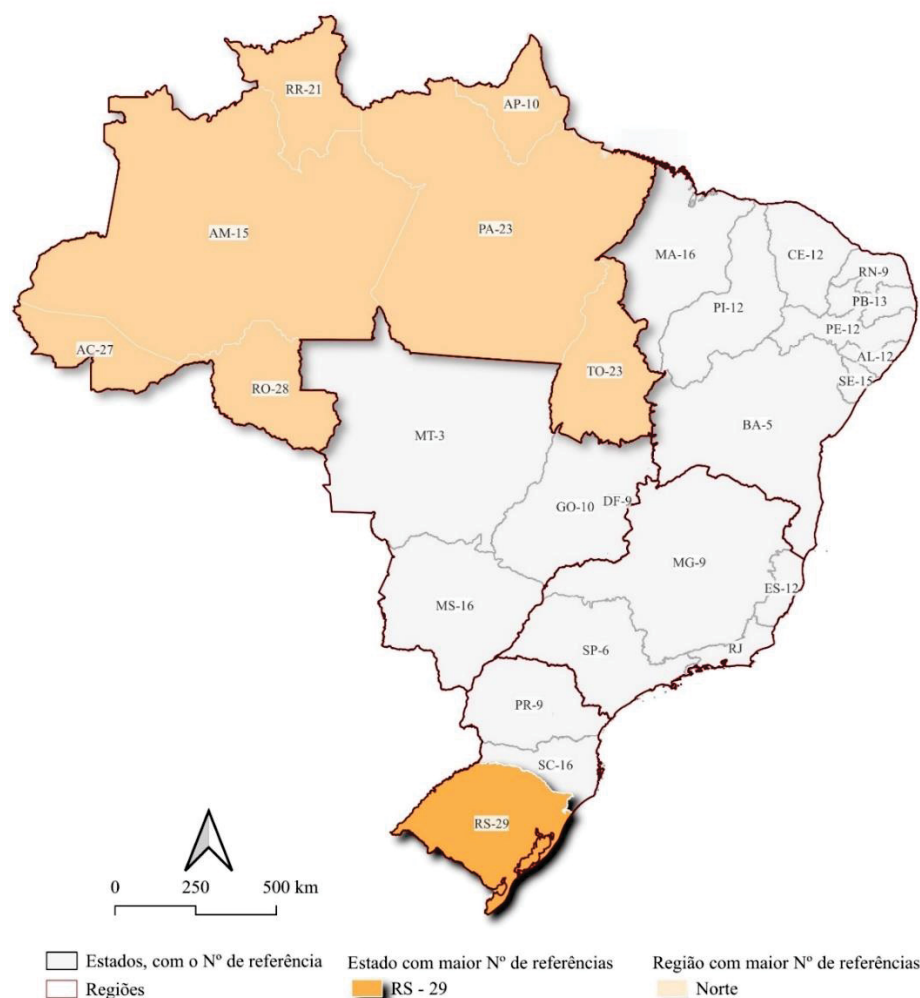 RR-21
AP-10
AM-15
PA-23
MA-16
CE-12
RN-9
PB-13
PI-12
PE-12
AL-12
SE-15
AC-27
RO-28
TO-23
BA-5
MT-3
GO-10
DF-9
MG-9
ES-12
MS-16
SP-6
RJ
PR-9
SC-16
RS-29
0 250 500 km
Estados, com o Nº de referência Estado com maior Nº de referências Região com maior Nº de referências
Regiões RS - 29 Norte